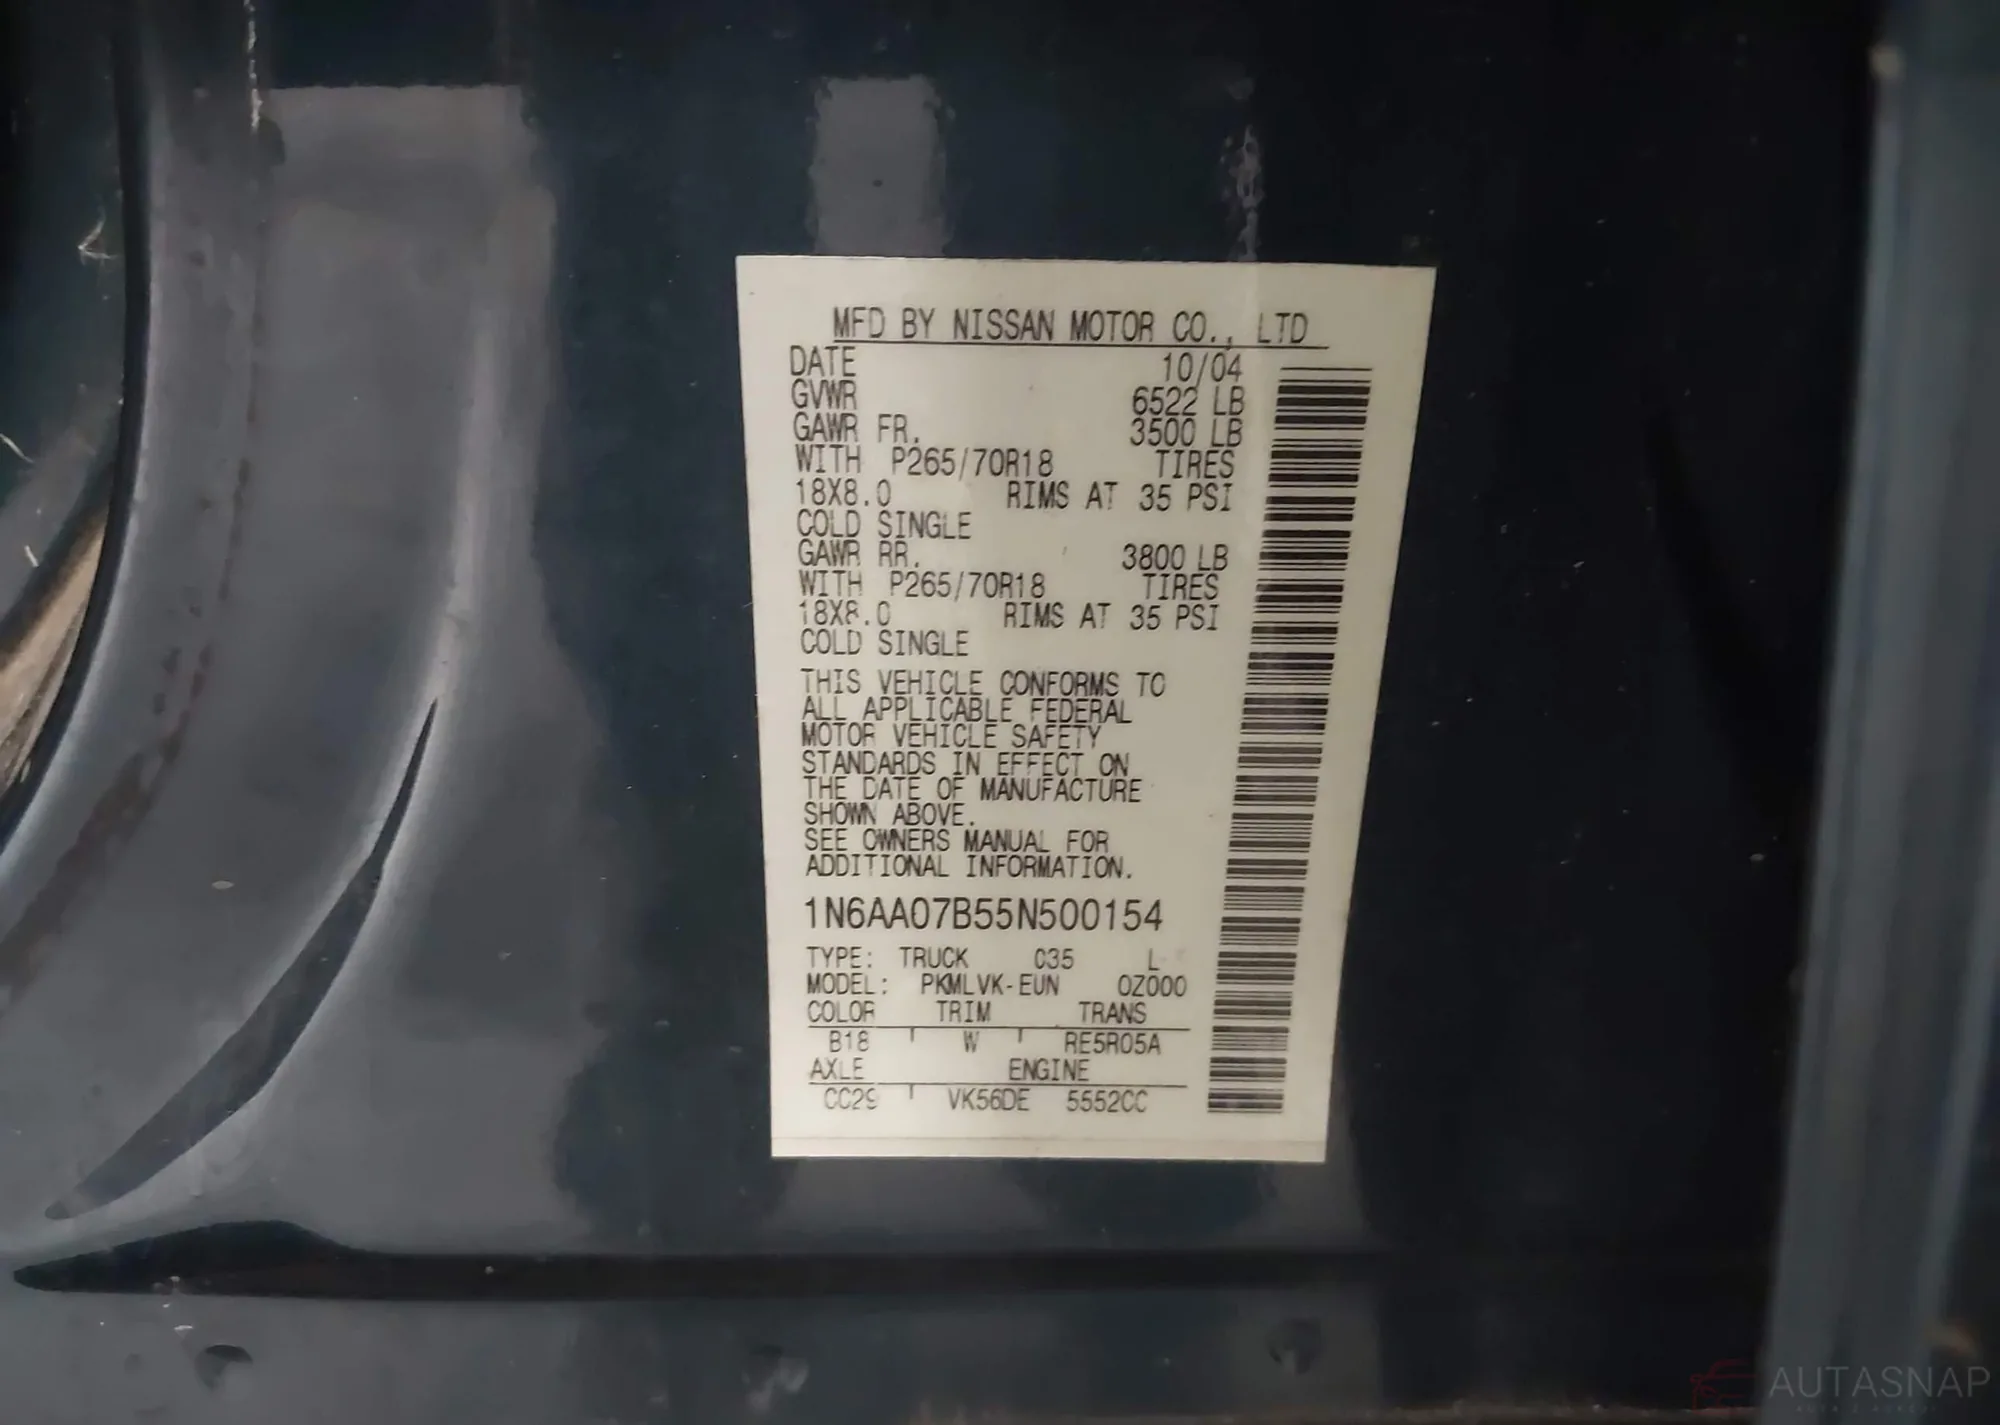 MFD BY NISSAN MOTOR CO., LTD
DATE 10/04
GVWR 6522 LB
GAWR FR. 3500 LB
WITH P265/70R18 TIRES
18X8.0 RIMS AT 35 PSI
COLD SINGLE
GAWR RR. 3800 LB
WITH P265/70R18 TIRES
18X8.0 RIMS AT 35 PSI
COLD SINGLE
THIS VEHICLE CONFORMS TO
ALL APPLICABLE FEDERAL
MOTOR VEHICLE SAFETY
STANDARDS IN EFFECT ON
THE DATE OF MANUFACTURE
SHOWN ABOVE.
SEE OWNERS MANUAL FOR
ADDITIONAL INFORMATION.
1N6AA07B55N500154
TYPE: TRUCK C35 L
MODEL: PKMLVK-EUN 0Z000
COLOR TRIM TRANS
B18 W RE5R05A
AXLE ENGINE
CC29 VK56DE 5552CC
AUTASNAP